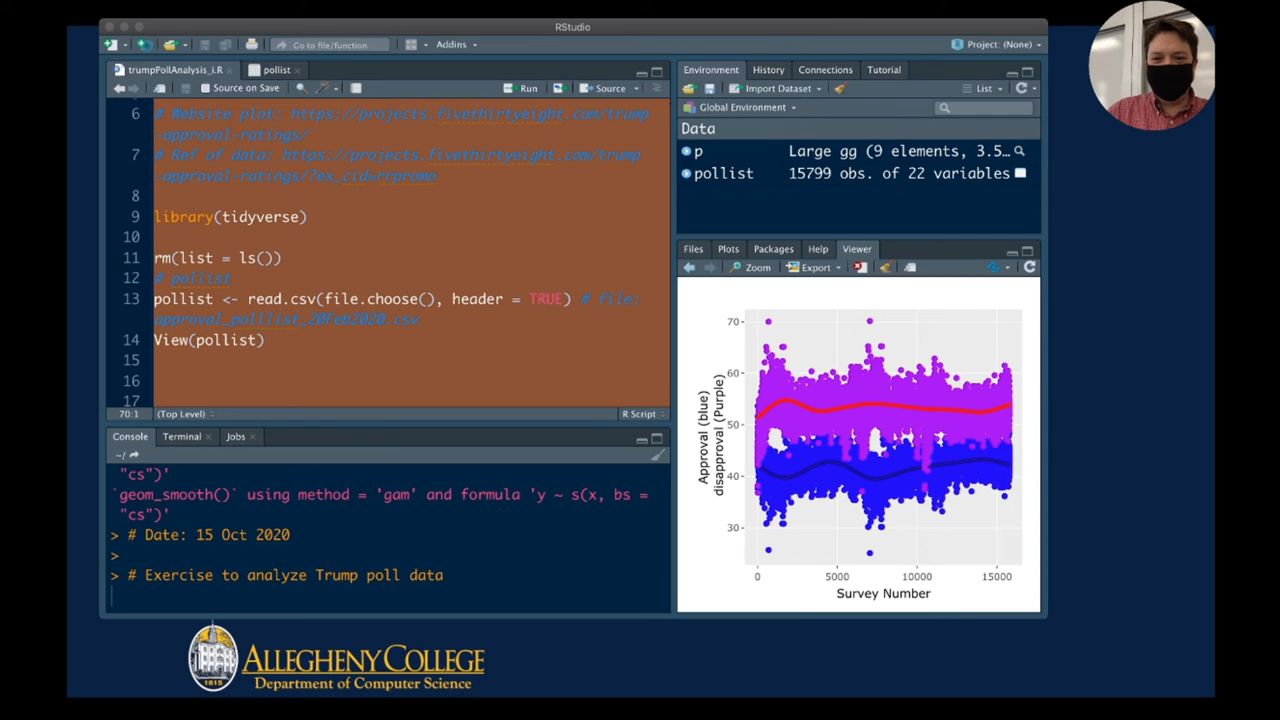 RStudio
Go to file/function
Addins
Project: (None)
trumpPollAnalysis_i.R
pollist
Source on Save
Run
Source
6 # Website plot: https://projects.fivethirtyeight.com/trump
-approval-ratings/
7 # Ref of data: https://projects.fivethirtyeight.com/trump
-approval-ratings/?ex_cid=rrpromo
8
9 library(tidyverse)
10
11 rm(list = ls())
12 # pollist
13 pollist <- read.csv(file.choose(), header = TRUE) # file:
approval_polllist_20Feb2020.csv
14 View(pollist)
15
16
17
70:1 (Top Level) R Script
Console Terminal Jobs
~/
"cs")'
`geom_smooth()` using method = 'gam' and formula 'y ~ s(x, bs =
"cs")'
> # Date: 15 Oct 2020
>
> # Exercise to analyze Trump poll data
Environment History Connections Tutorial
Import Dataset List
Global Environment
Data
p Large gg (9 elements, 3.5…
pollist 15799 obs. of 22 variables
Files Plots Packages Help Viewer
Zoom Export
70
60
50
40
30
Approval (blue)
disapproval (Purple)
0 5000 10000 15000
Survey Number
1815
ALLEGHENY COLLEGE
Department of Computer Science